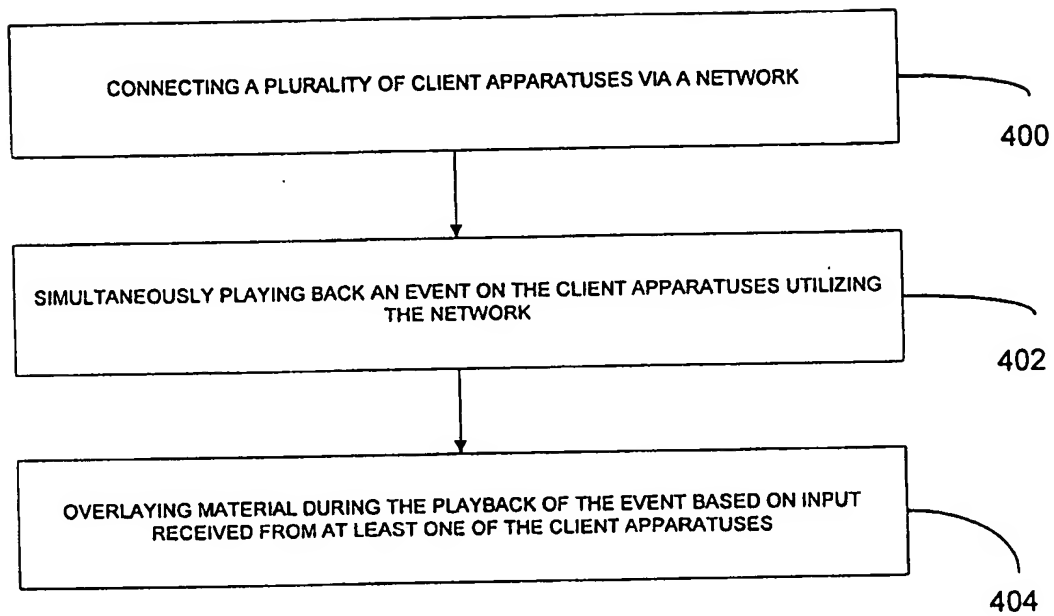 CONNECTING A PLURALITY OF CLIENT APPARATUSES VIA A NETWORK
400
SIMULTANEOUSLY PLAYING BACK AN EVENT ON THE CLIENT APPARATUSES UTILIZING
THE NETWORK
402
OVERLAYING MATERIAL DURING THE PLAYBACK OF THE EVENT BASED ON INPUT
RECEIVED FROM AT LEAST ONE OF THE CLIENT APPARATUSES
404